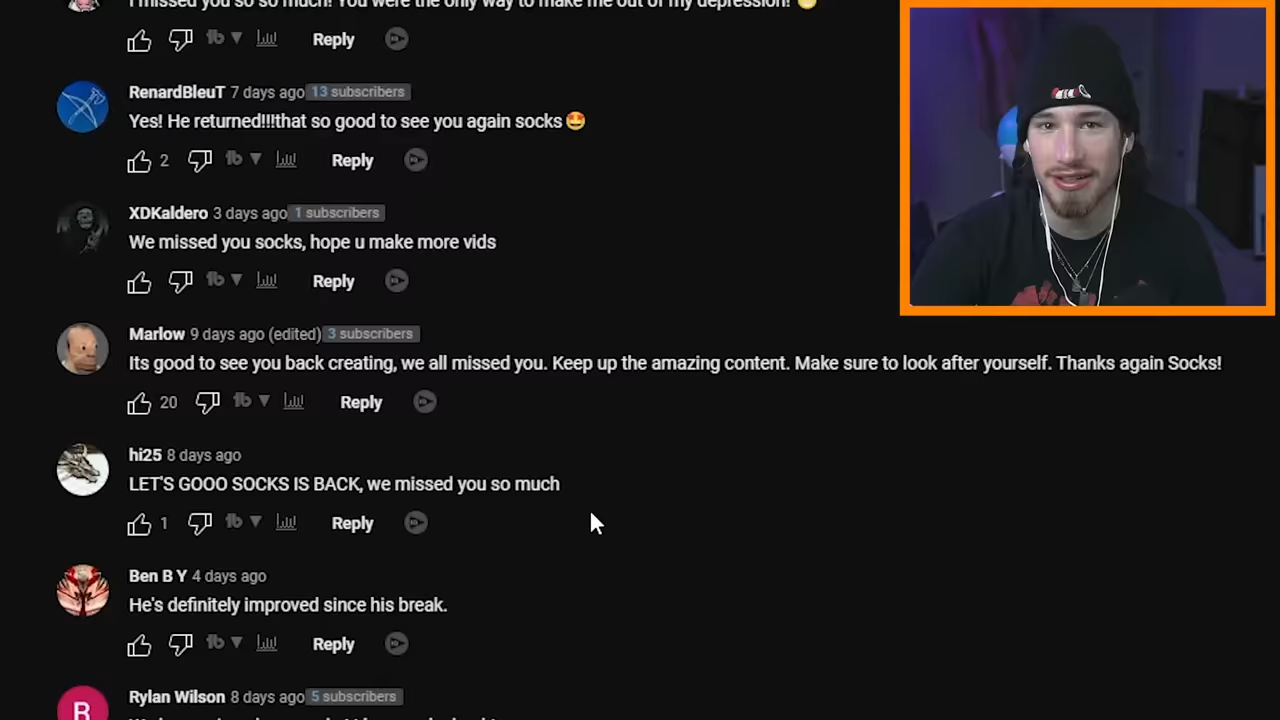 I missed you so so much! You were the only way to make me out of my depression!
Reply
RenardBleuT 7 days ago 13 subscribers
Yes! He returned!!!that so good to see you again socks🤩
2 Reply
XDKaldero 3 days ago 1 subscribers
We missed you socks, hope u make more vids
Reply
Marlow 9 days ago (edited) 3 subscribers
Its good to see you back creating, we all missed you. Keep up the amazing content. Make sure to look after yourself. Thanks again Socks!
20 Reply
hi25 8 days ago
LET'S GOOO SOCKS IS BACK, we missed you so much
1 Reply
Ben B Y 4 days ago
He's definitely improved since his break.
Reply
R
Rylan Wilson 8 days ago 5 subscribers